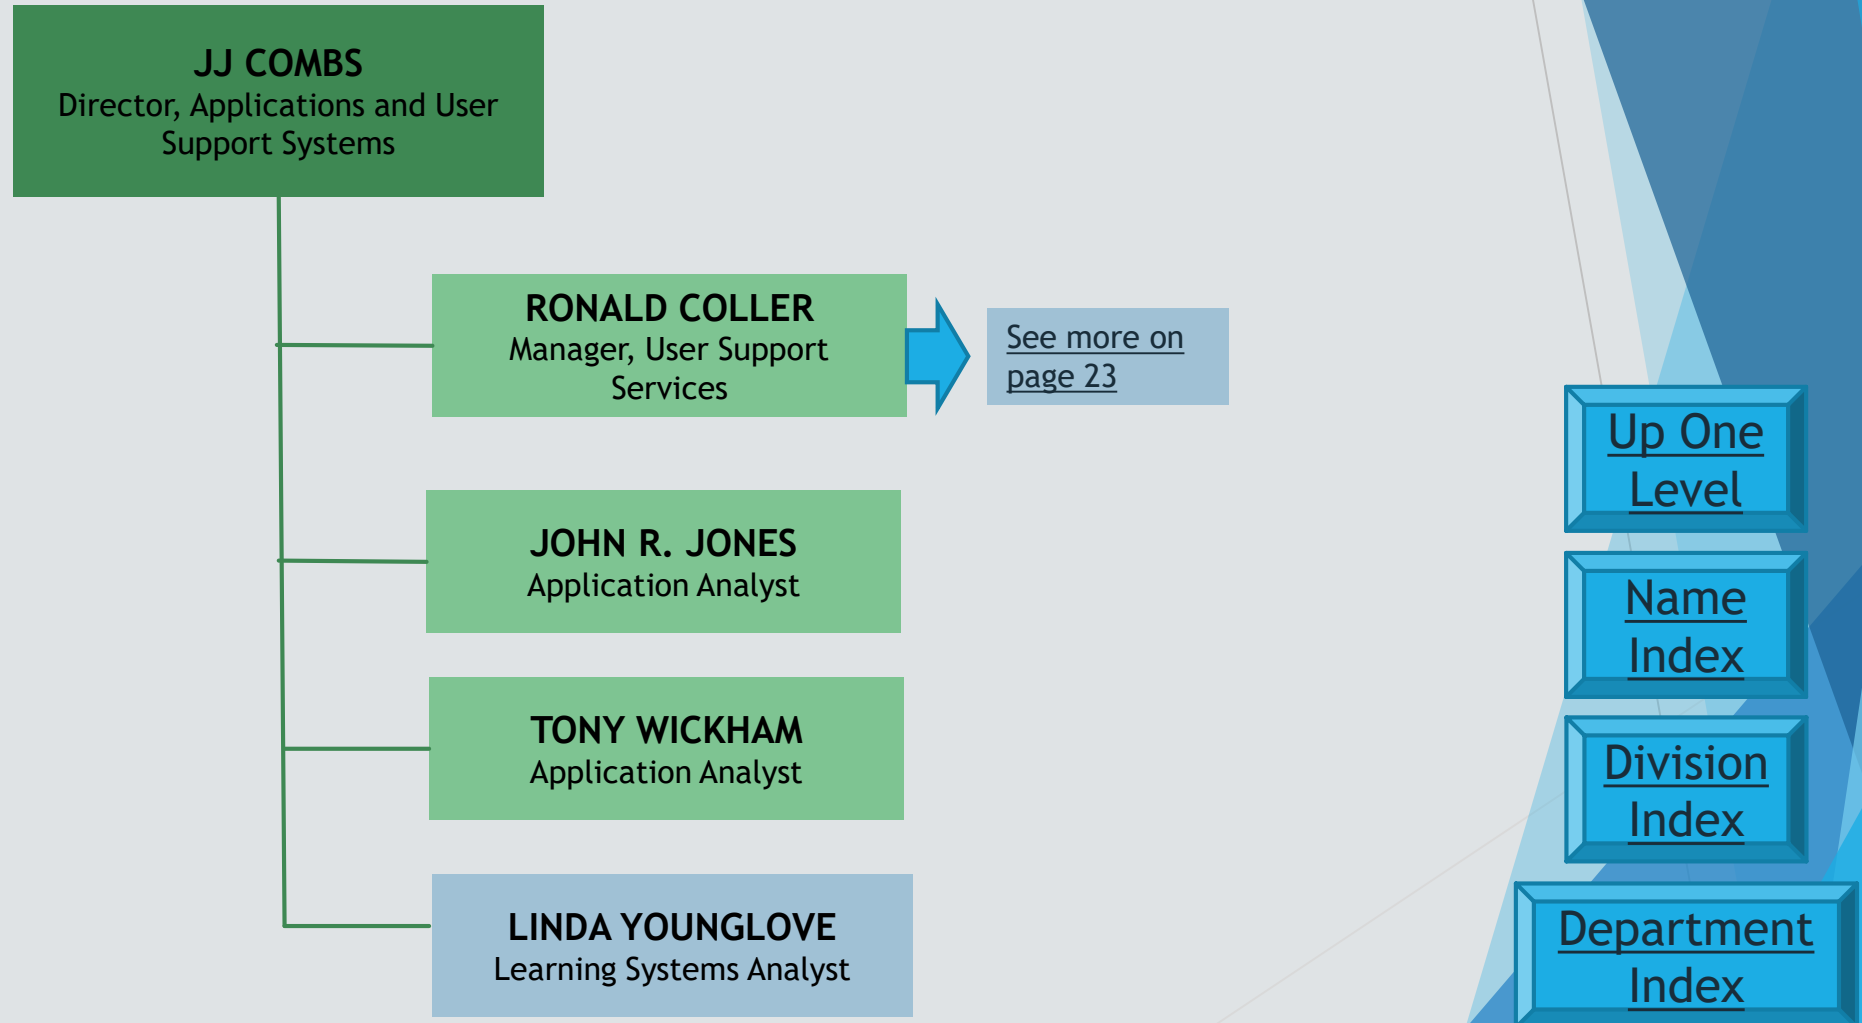 JJ COMBS
Director, Applications and User
Support Systems
RONALD COLLER
Manager, User Support
Services
See more on
page 23
JOHN R. JONES
Application Analyst
TONY WICKHAM
Application Analyst
LINDA YOUNGLOVE
Learning Systems Analyst
Up One
Level
Name
Index
Division
Index
Department
Index